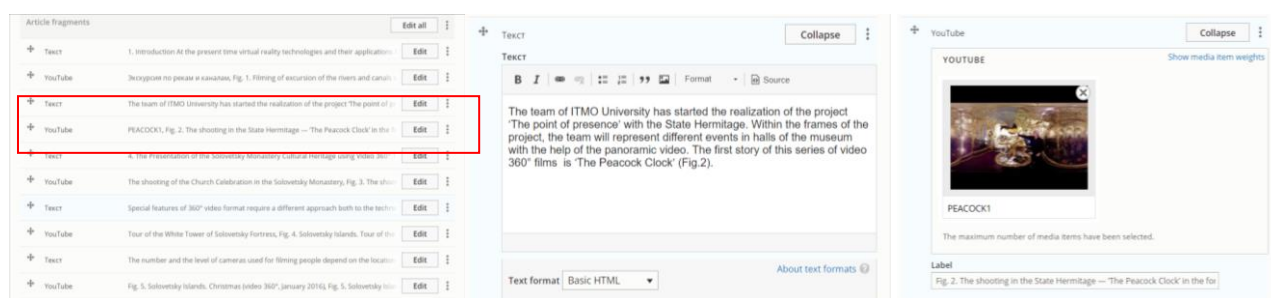 Article fragments
Edit all
Текст
1. Introduction At the present time virtual reality technologies and their applications
Edit
YouTube
Экскурсия по рекам и каналам, Fig. 1. Filming of excursion of the rivers and canals
Edit
Текст
The team of ITMO University has started the realization of the project 'The point of p
Edit
YouTube
PEACOCK1, Fig. 2. The shooting in the State Hermitage — 'The Peacock Clock' in the
Edit
Текст
4. The Presentation of the Solovetsky Monastery Cultural Heritage using Video 360°
Edit
YouTube
The shooting of the Church Celebration in the Solovetsky Monastery, Fig. 3. The shoo
Edit
Текст
Special features of 360° video format require a different approach both to the techn
Edit
YouTube
Tour of the White Tower of Solovetsky Fortress, Fig. 4. Solovetsky Islands. Tour of the
Edit
Текст
The number and the level of cameras used for filming people depend on the location
Edit
YouTube
Fig. 5. Solovetsky Islands. Christmas (video 360°, January 2016), Fig. 5. Solovetsky
Edit
Текст
Collapse
Текст
B I Format Source
The team of ITMO University has started the realization of the project
'The point of presence' with the State Hermitage. Within the frames of the
project, the team will represent different events in halls of the museum
with the help of the panoramic video. The first story of this series of video
360° films is 'The Peacock Clock' (Fig.2).
About text formats
Text format Basic HTML
YouTube
Collapse
YOUTUBE
Show media item weights
PEACOCK1
The maximum number of media items have been selected.
Label
Fig. 2. The shooting in the State Hermitage — 'The Peacock Clock' in the for